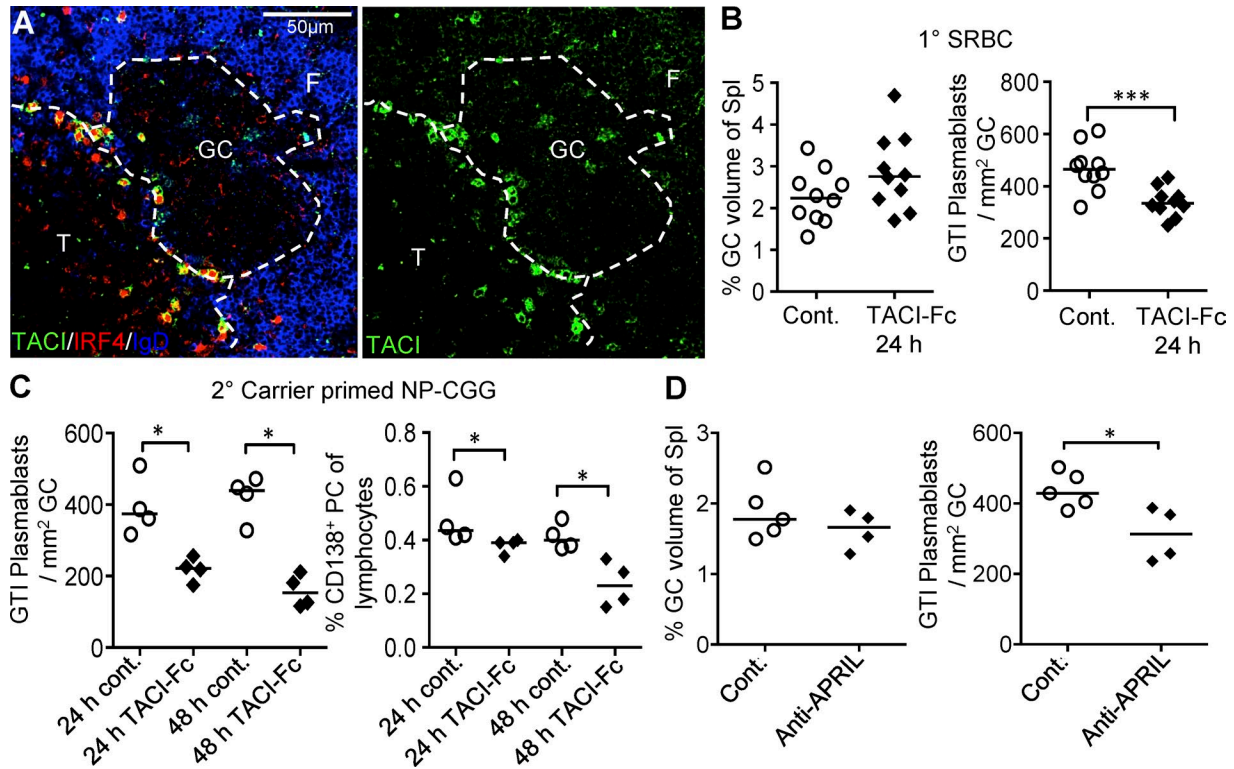 A
50µm
F
GC
T
TACI/IRF4/IgD
GC
T
F
TACI
B
1° SRBC
% GC volume of Spl
5
4
3
2
1
0
Cont.
TACI-Fc
24 h
GTI Plasmablasts
/ mm² GC
800
600
400
200
0
***
Cont.
TACI-Fc
24 h
C
2° Carrier primed NP-CGG
GTI Plasmablasts
/ mm² GC
600
400
200
0
*
*
24 h cont.
24 h TACI-Fc
48 h cont.
48 h TACI-Fc
% CD138⁺ PC of
lymphocytes
0.8
0.6
0.4
0.2
0.0
*
*
24 h cont.
24 h TACI-Fc
48 h cont.
48 h TACI-Fc
D
% GC volume of Spl
3
2
1
0
Cont.
Anti-APRIL
GTI Plasmablasts
/ mm² GC
600
400
200
0
*
Cont.
Anti-APRIL